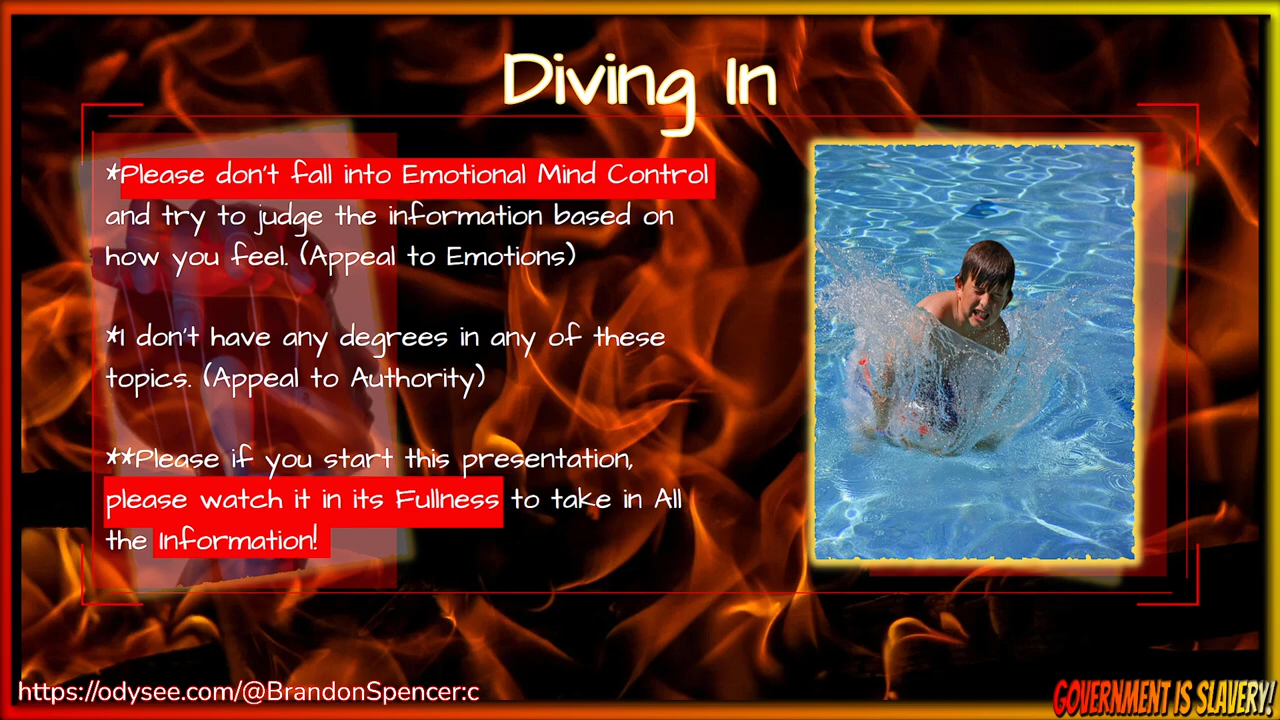 Diving In
*Please don't fall into Emotional Mind Control
and try to judge the information based on
how you feel. (Appeal to Emotions)
*I don't have any degrees in any of these
topics. (Appeal to Authority)
**Please if you start this presentation,
please watch it in its Fullness to take in All
the Information!
https://odysee.com/@BrandonSpencer:c
GOVERNMENT IS SLAVERY!